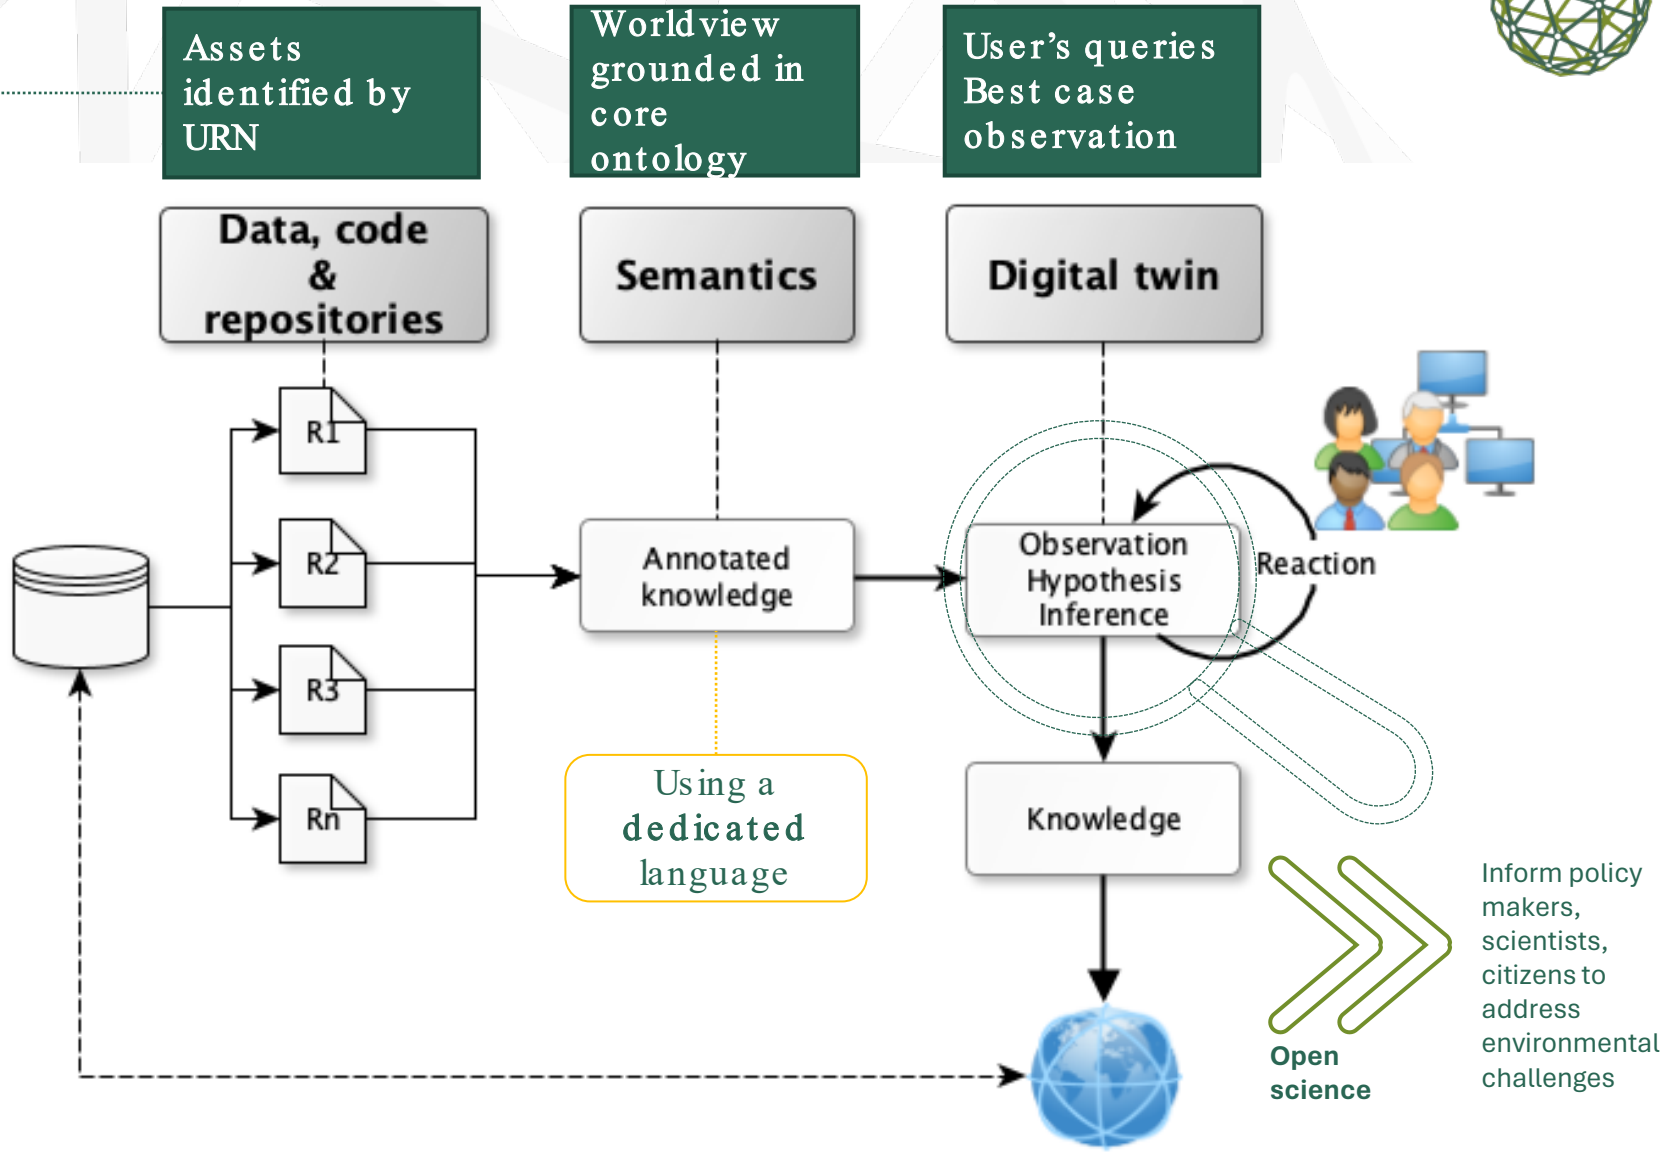 Assets
identified by
URN
Worldview
grounded in
core
ontology
User’s queries
Best case
observation
Data, code
&
repositories
Semantics
Digital twin
R1
R2
R3
Rn
Annotated
knowledge
Observation
Hypothesis
Inference
Reaction
Using a
dedicated
language
Knowledge
Open
science
Inform policy
makers,
scientists,
citizens to
address
environmental
challenges